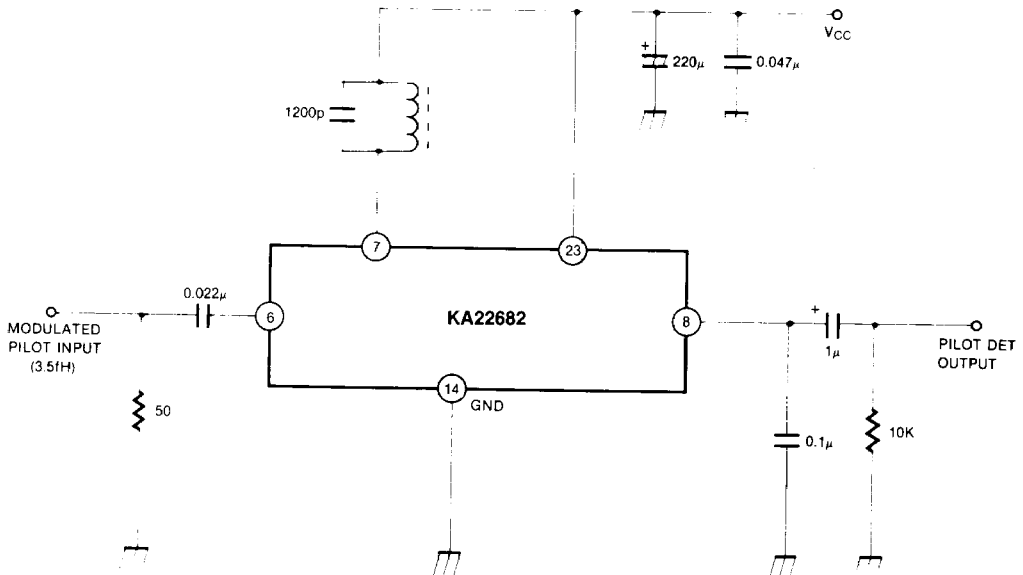 VCC
+
220μ
0.047μ
1200p
7
23
0.022μ
6
KA22682
8
+
1μ
MODULATED
PILOT INPUT
(3.5fH)
PILOT DET
OUTPUT
14
GND
50
0.1μ
10K